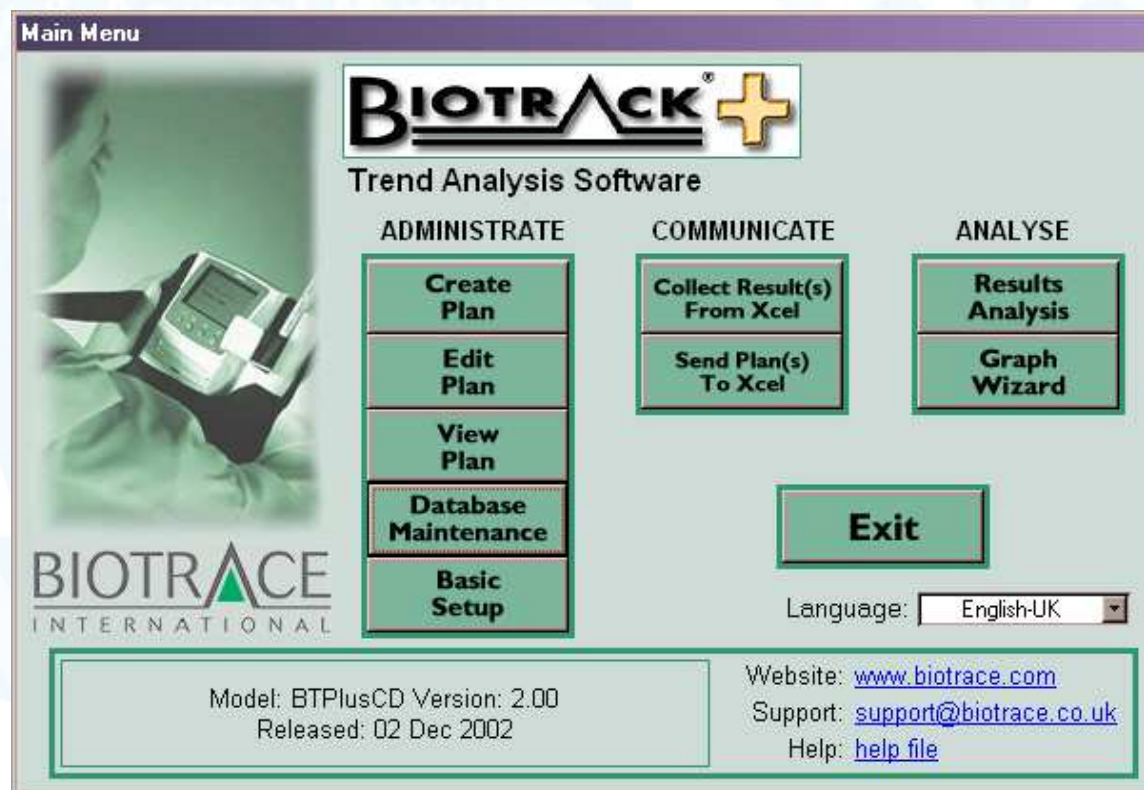 Main Menu
BIOTRACK®+
Trend Analysis Software
ADMINISTRATE
Create
Plan
Edit
Plan
View
Plan
Database
Maintenance
Basic
Setup
COMMUNICATE
Collect Result(s)
From Xcel
Send Plan(s)
To Xcel
ANALYSE
Results
Analysis
Graph
Wizard
Exit
Language: English-UK
BIOTRACE
INTERNATIONAL
Model: BTPlusCD Version: 2.00
Released: 02 Dec 2002
Website: www.biotrace.com
Support: support@biotrace.co.uk
Help: help file